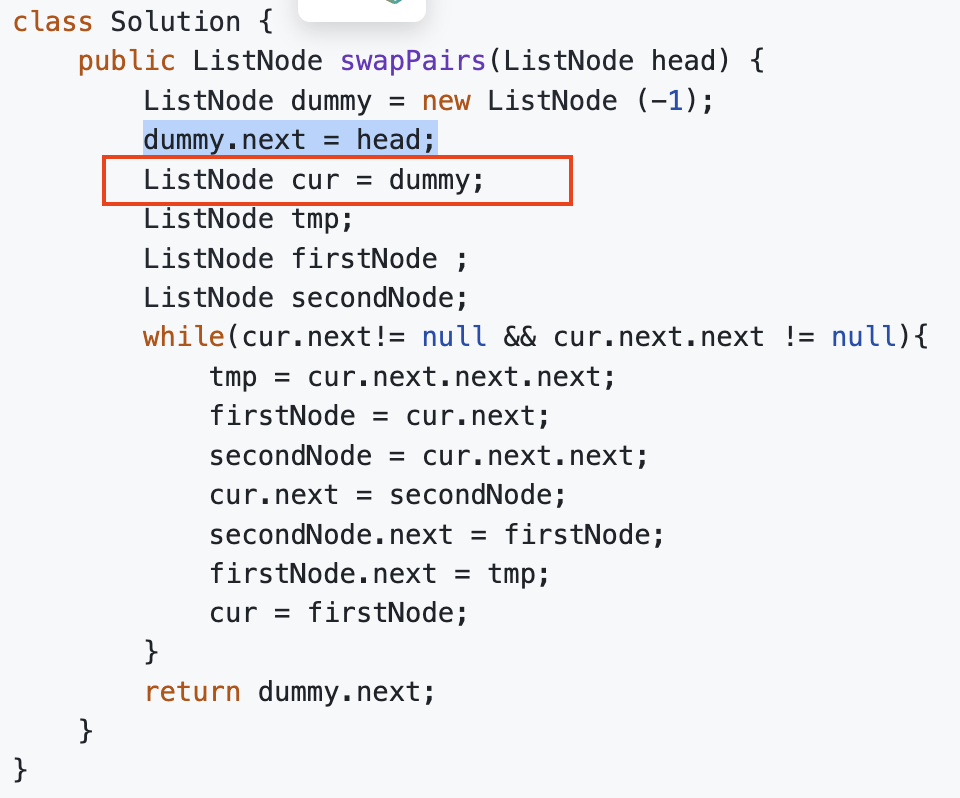 class Solution {
    public ListNode swapPairs(ListNode head) {
        ListNode dummy = new ListNode (-1);
        dummy.next = head;
        ListNode cur = dummy;
        ListNode tmp;
        ListNode firstNode ;
        ListNode secondNode;
        while(cur.next!= null && cur.next.next != null){
            tmp = cur.next.next.next;
            firstNode = cur.next;
            secondNode = cur.next.next;
            cur.next = secondNode;
            secondNode.next = firstNode;
            firstNode.next = tmp;
            cur = firstNode;
        }
        return dummy.next;
    }
}